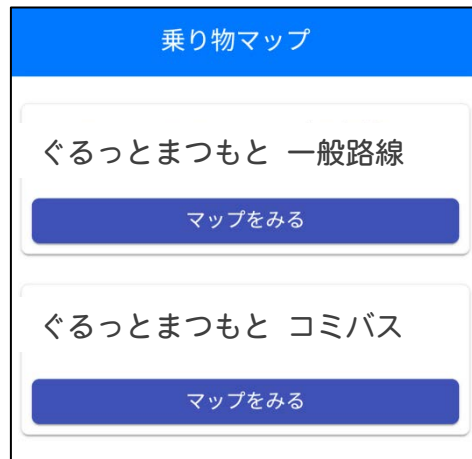 乗り物マップ
ぐるっとまつもと 一般路線
マップをみる
ぐるっとまつもと コミバス
マップをみる